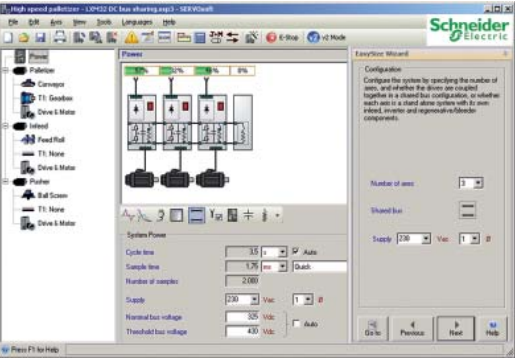 High speed palletizer - LXM32 DC bus sharing.esp3 - SERVOsoft
File Edit Axis View Tools Languages Help
E-Stop v2 Mode
Schneider
Electric
Power
Palletizer
Conveyor
T1: Gearbox
Drive & Motor
Infeed
Feed Roll
T1: None
Drive & Motor
Pusher
Ball Screw
T1: None
Drive & Motor
Power
8%
System Power
Cycle time 3.5 s Auto
Sample time 1.75 ms Quick
Number of samples 2.000
Supply 230 Vac 1 Ø
Nominal bus voltage 325 Vdc
Threshold bus voltage 430 Vdc
Auto
EasySize Wizard
Configuration
Configure the system by specifying the number of
axes, and whether the drives are coupled
together in a shared bus configuration, or whether
each axis is a stand alone system with its own
infeed, inverter and regenerative/bleeder
components.
Number of axes 3
Shared bus
Supply 230 Vac 1 Ø
Go to Previous Next Help
Press F1 for Help